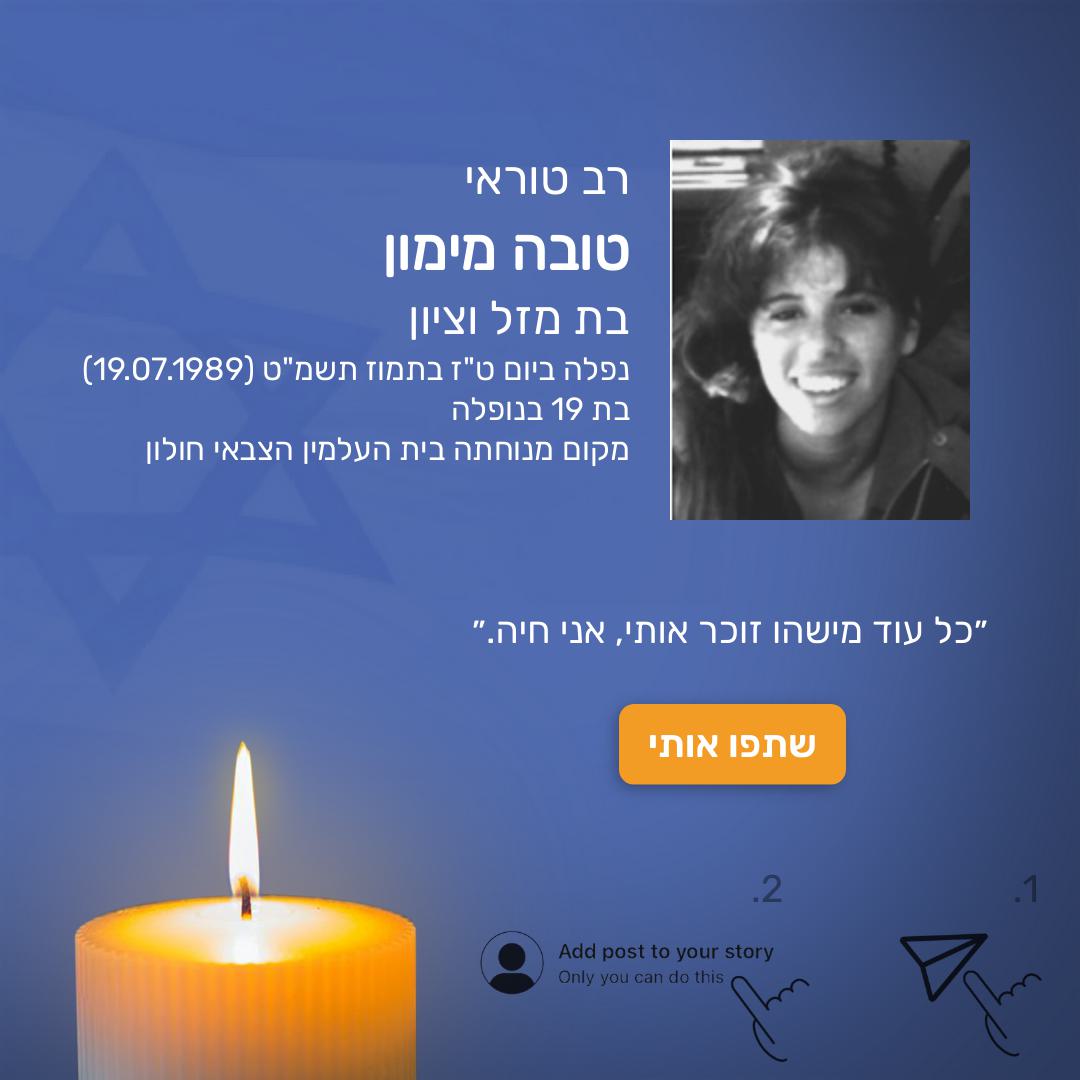 רב טוראי
טובה מימון
בת מזל וציון
נפלה ביום ט"ז בתמוז תשמ"ט (19.07.1989)
בת 19 בנופלה
מקום מנוחתה בית העלמין הצבאי חולון
״כל עוד מישהו זוכר אותי, אני חיה.״
שתפו אותי
.1
.2
Add post to your story
Only you can do this